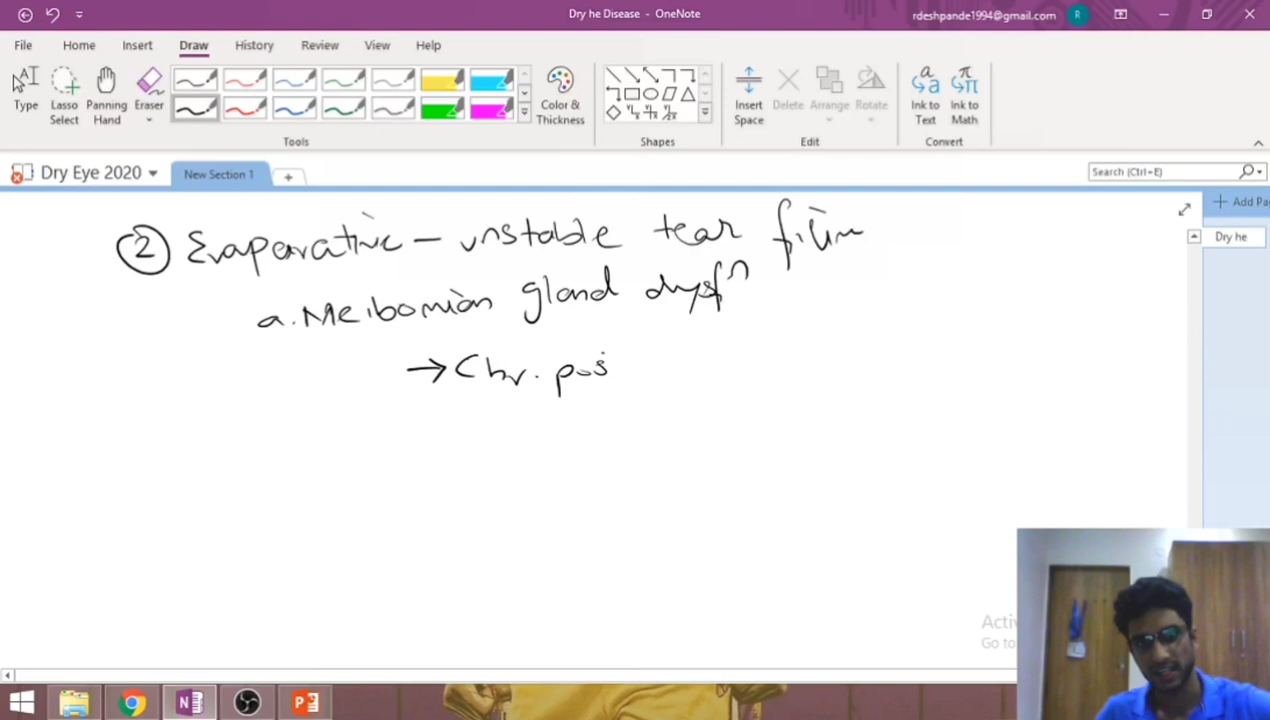 Dry he Disease - OneNote
rdeshpande1994@gmail.com R
File Home Insert Draw History Review View Help
Type
Lasso Select
Panning Hand
Eraser
Color & Thickness
Insert Space
Delete
Arrange
Rotate
Ink to Text
Ink to Math
Tools Shapes Edit Convert
Dry Eye 2020
New Section 1
Search (Ctrl+E)
Add Pa
Dry he
② Evaporative - unstable tear film
a. Meibomian gland dysfn
→ Chr. pos
Activ
Go to